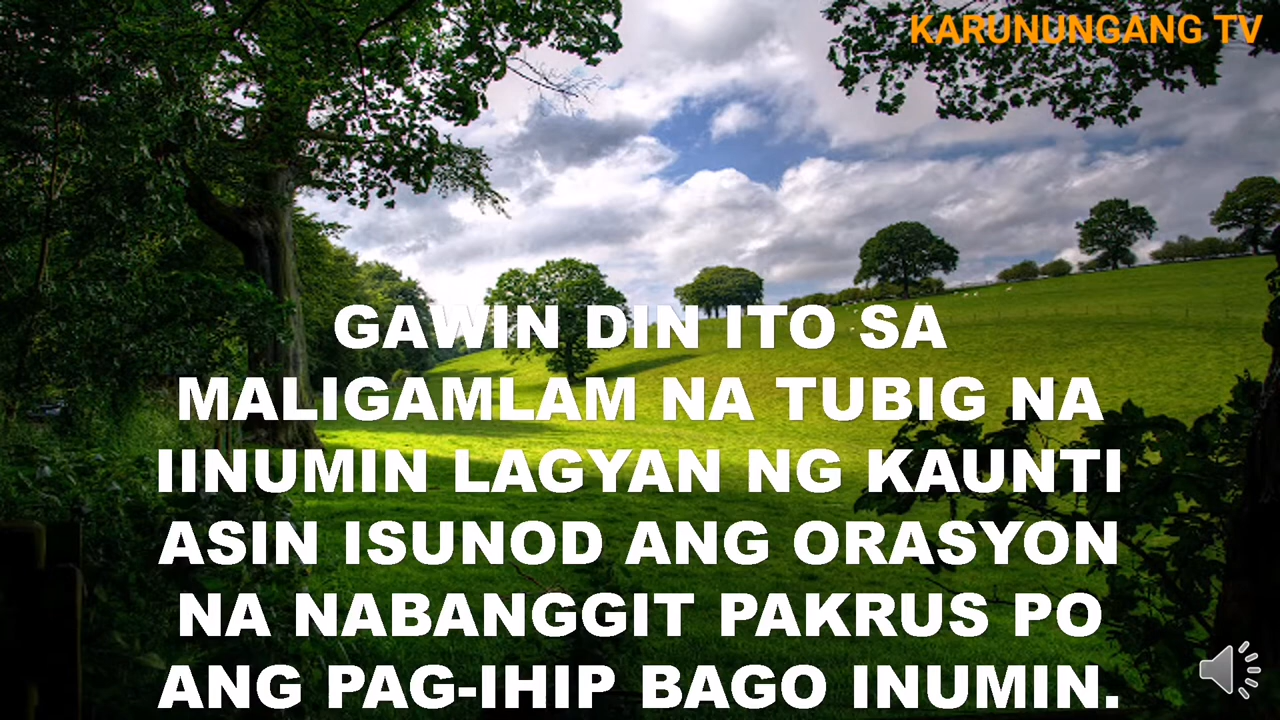 KARUNUNGANG TV
GAWIN DIN ITO SA
MALIGAMLAM NA TUBIG NA
IINUMIN LAGYAN NG KAUNTI
ASIN ISUNOD ANG ORASYON
NA NABANGGIT PAKRUS PO
ANG PAG-IHIP BAGO INUMIN.